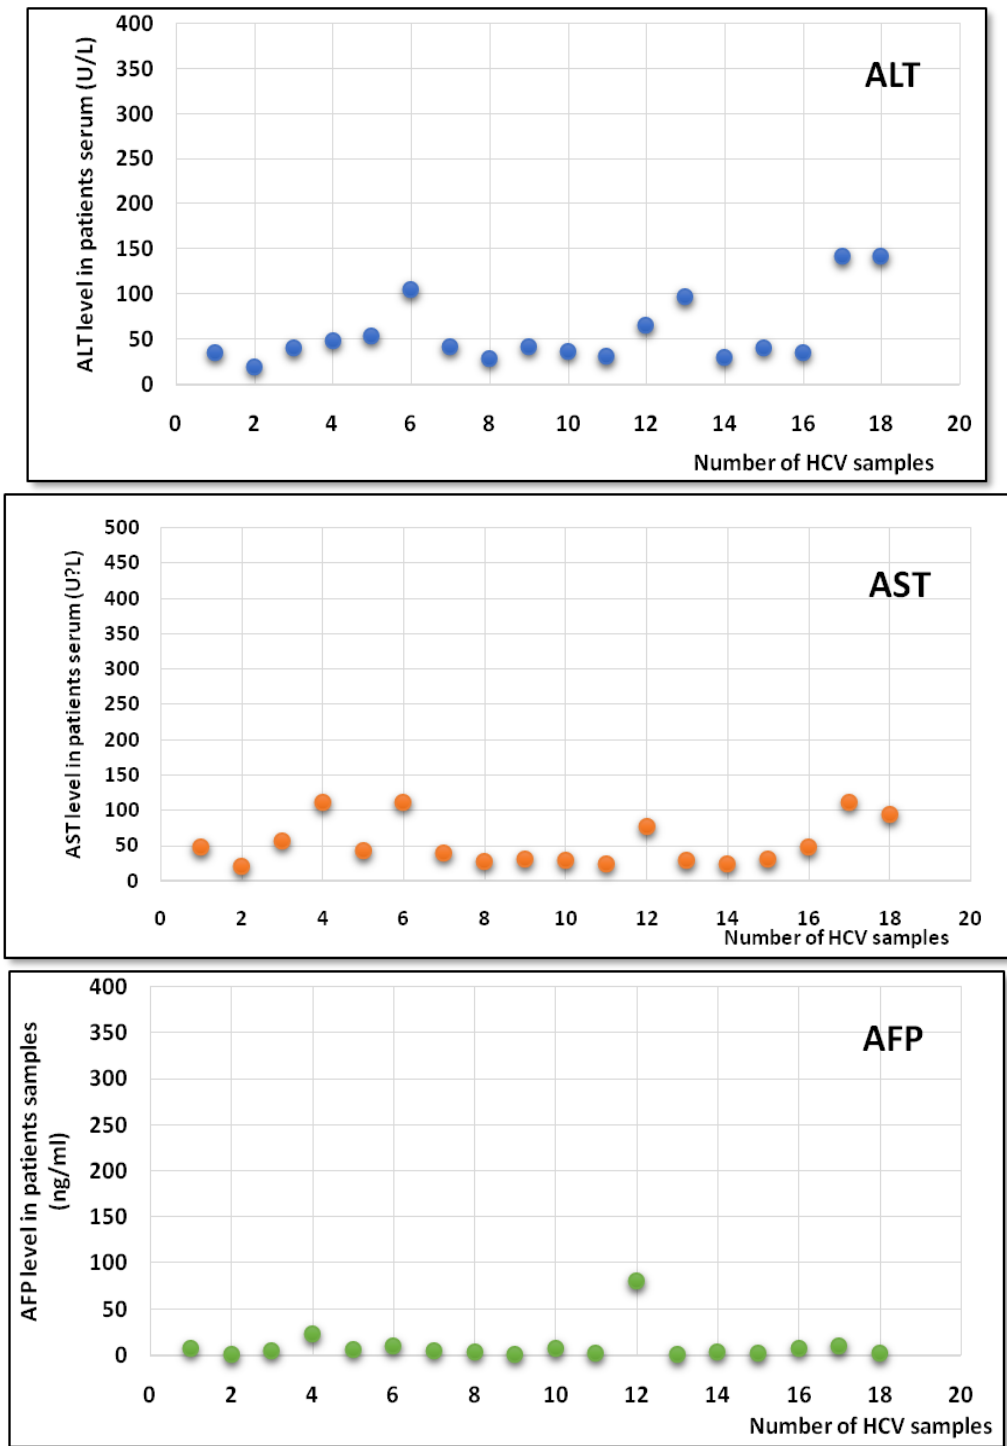 ALT
ALT level in patients serum (U/L)
400
350
300
250
200
150
100
50
0
0 2 4 6 8 10 12 14 16 18 20
Number of HCV samples
AST
AST level in patients serum (U?L)
500
450
400
350
300
250
200
150
100
50
0
0 2 4 6 8 10 12 14 16 18 20
Number of HCV samples
AFP
AFP level in patients samples
(ng/ml)
400
350
300
250
200
150
100
50
0
0 2 4 6 8 10 12 14 16 18 20
Number of HCV samples